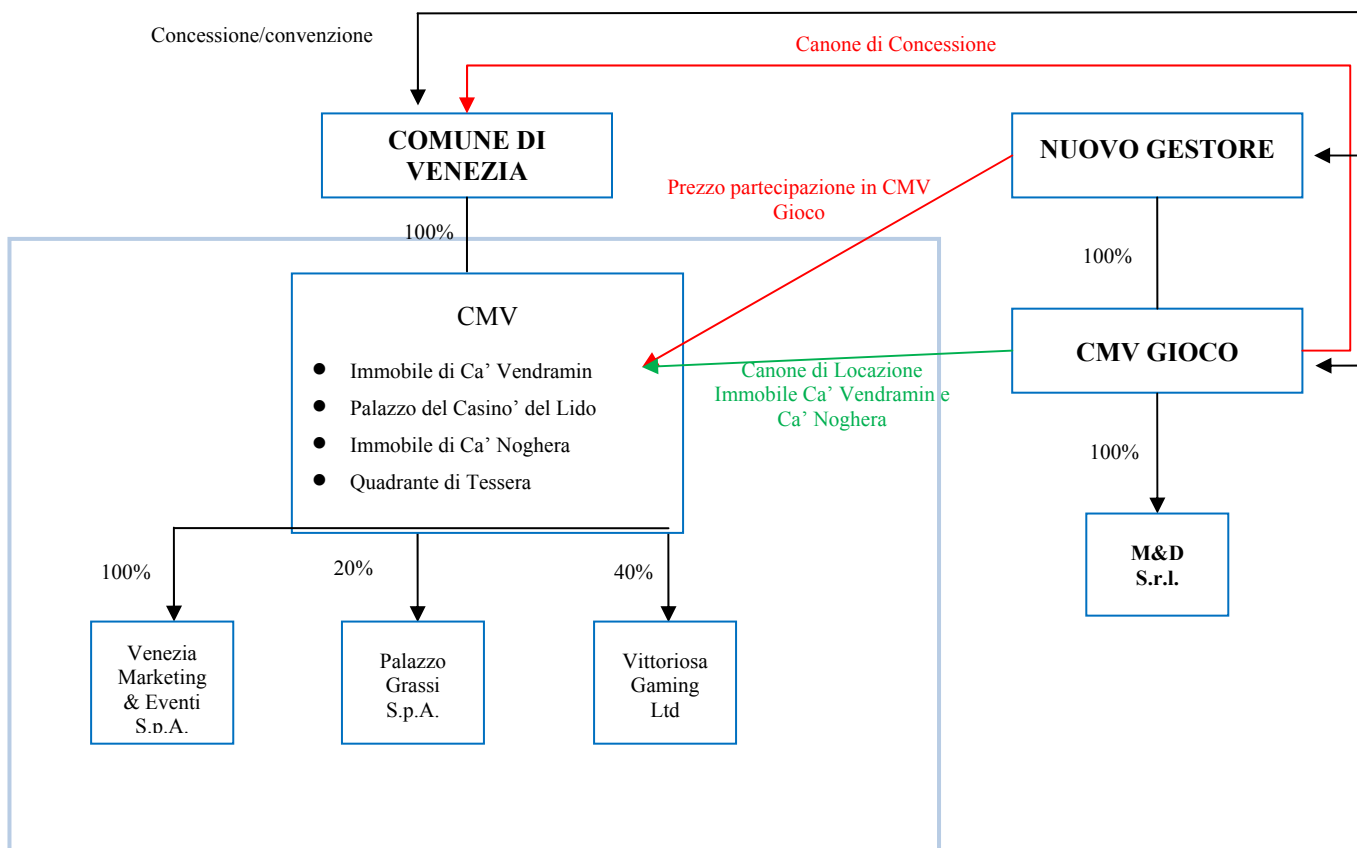 Concessione/convenzione
Canone di Concessione
COMUNE DI
VENEZIA
NUOVO GESTORE
Prezzo partecipazione in CMV
Gioco
100%
100%
CMV
● Immobile di Ca’ Vendramin
● Palazzo del Casino’ del Lido
● Immobile di Ca’ Noghera
● Quadrante di Tessera
CMV GIOCO
Canone di Locazione
Immobile Ca’ Vendramin e
Ca’ Noghera
100%
100%
20%
40%
M&D
S.r.l.
Venezia
Marketing
& Eventi
S.p.A.
Palazzo
Grassi
S.p.A.
Vittoriosa
Gaming
Ltd